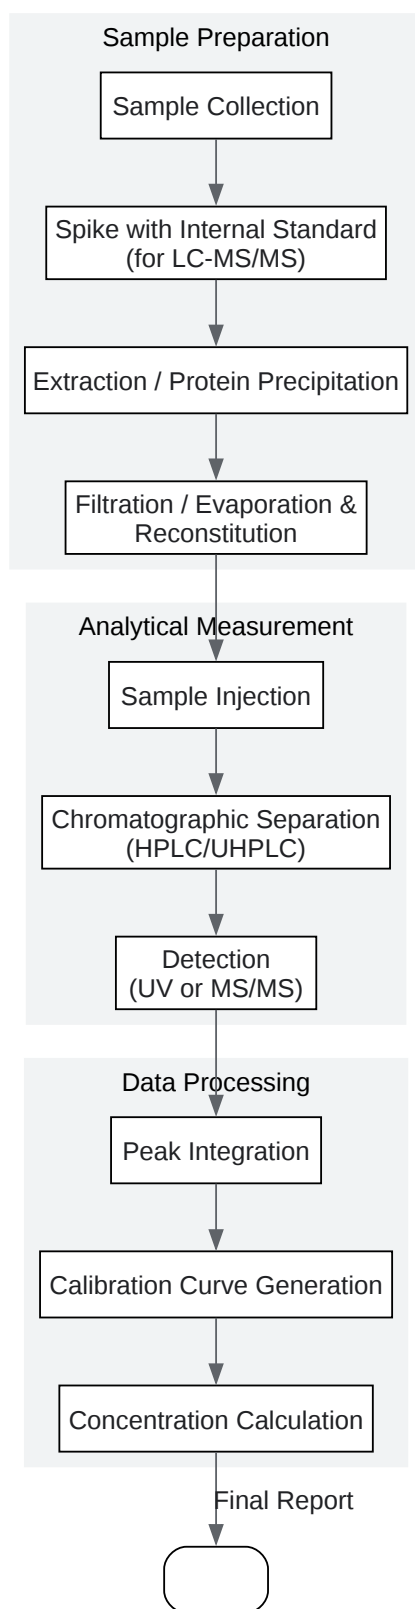 Sample Preparation
Sample Collection
Spike with Internal Standard
(for LC-MS/MS)
Extraction / Protein Precipitation
Filtration / Evaporation &
Reconstitution
Analytical Measurement
Sample Injection
Chromatographic Separation
(HPLC/UHPLC)
Detection
(UV or MS/MS)
Data Processing
Peak Integration
Calibration Curve Generation
Concentration Calculation
Final Report